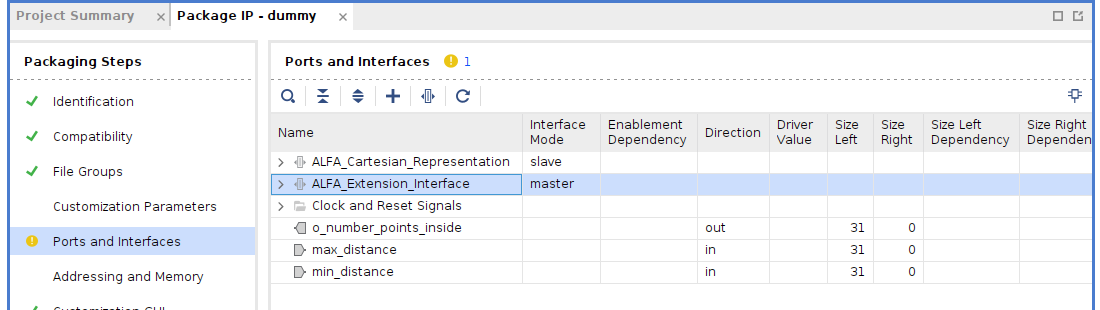 Project Summary × Package IP - dummy ×
Packaging Steps
Identification
Compatibility
File Groups
Customization Parameters
Ports and Interfaces
Addressing and Memory
Ports and Interfaces 1
Name Interface Mode Enablement Dependency Direction Driver Value Size Left Size Right Size Left Dependency Size Right Dependen
ALFA_Cartesian_Representation slave
ALFA_Extension_Interface master
Clock and Reset Signals
o_number_points_inside out 31 0
max_distance in 31 0
min_distance in 31 0